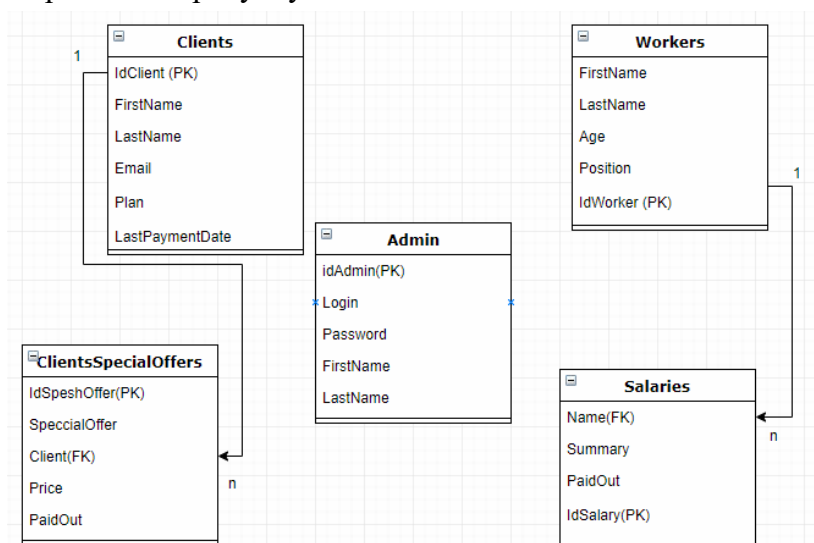 Clients
1
IdClient (PK)
FirstName
LastName
Email
Plan
LastPaymentDate
Workers
FirstName
LastName
Age
Position
IdWorker (PK)
1
Admin
idAdmin(PK)
Login
Password
FirstName
LastName
ClientsSpecialOffers
IdSpeshOffer(PK)
SpeccialOffer
Client(FK)
Price
PaidOut
n
Salaries
Name(FK)
Summary
PaidOut
IdSalary(PK)
n